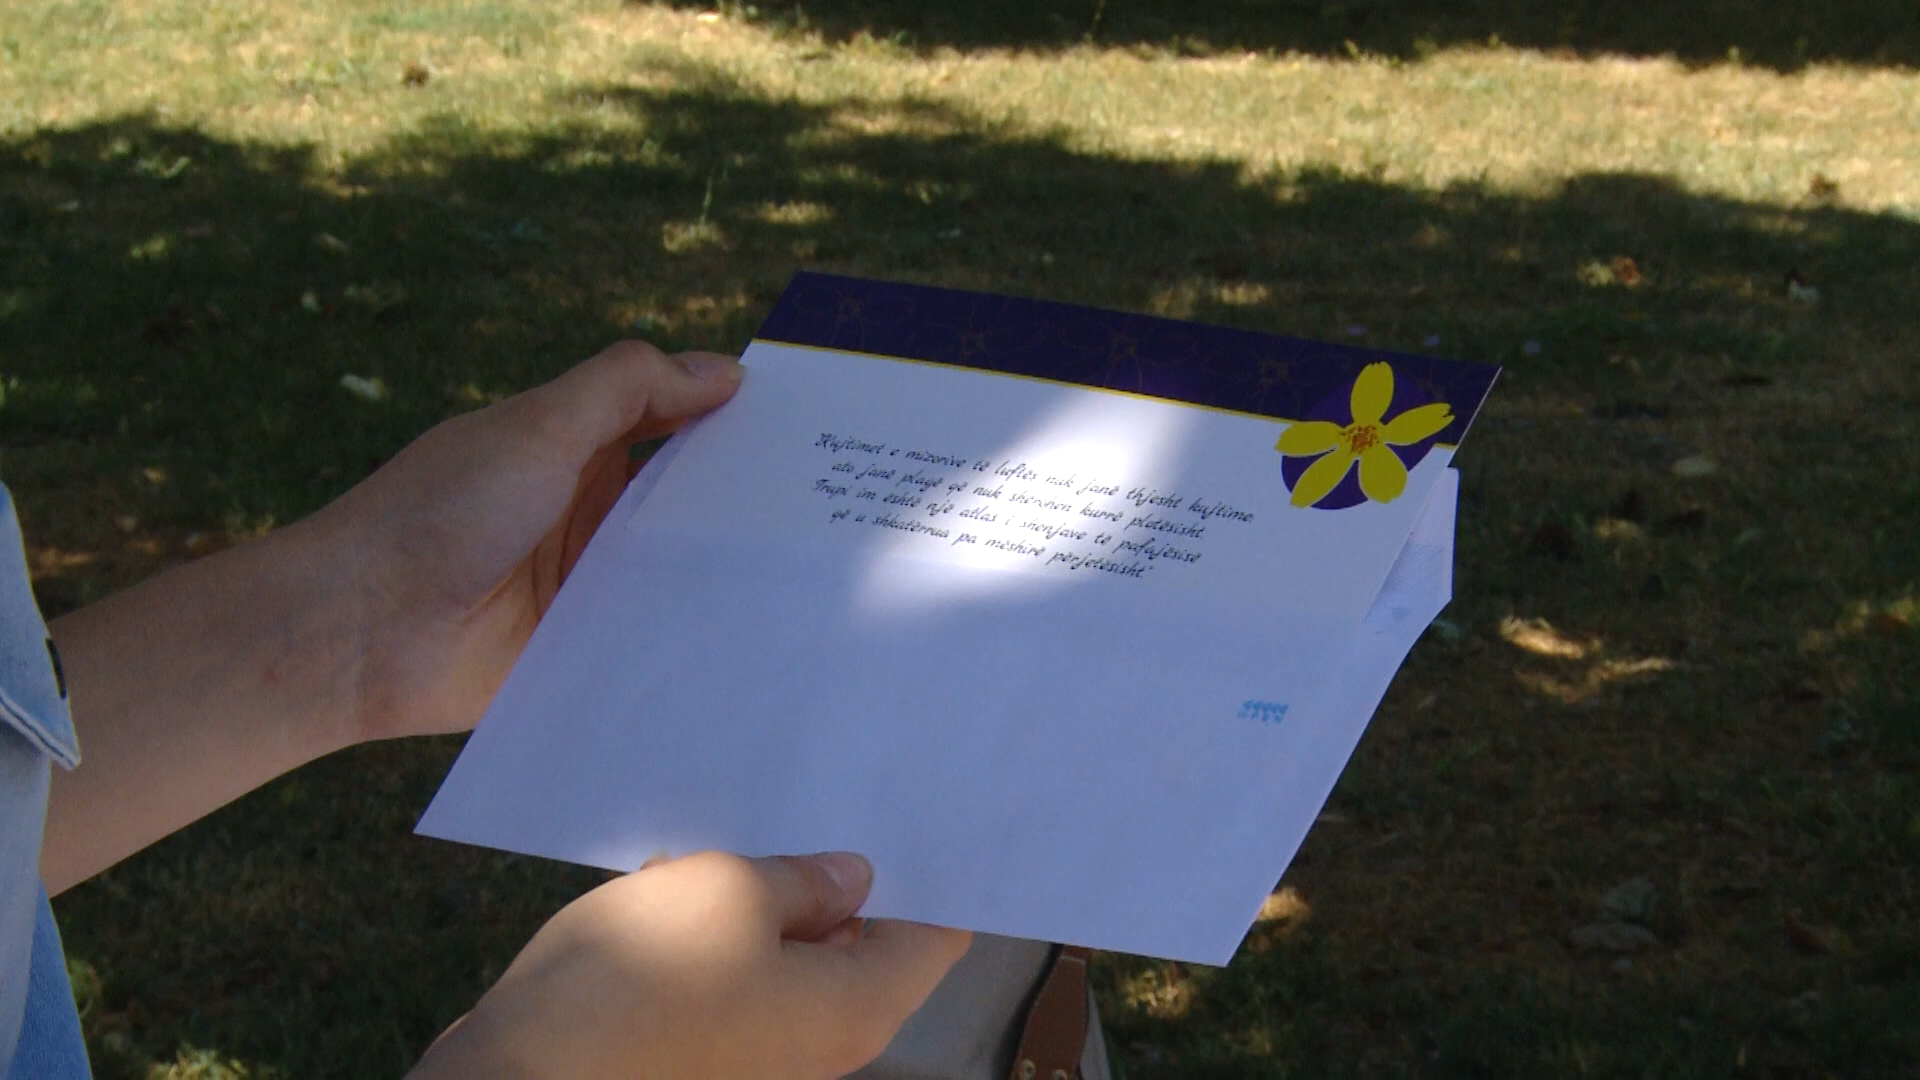 "Kujtimet e mizorive të luftës nuk janë thjesht kujtime,
ato janë plagë që nuk shërohen kurrë plotësisht.
Trupi im është një atlas i shenjave të pafajësisë
që u shkatërrua pa mëshirë përjetësisht."
OPEN